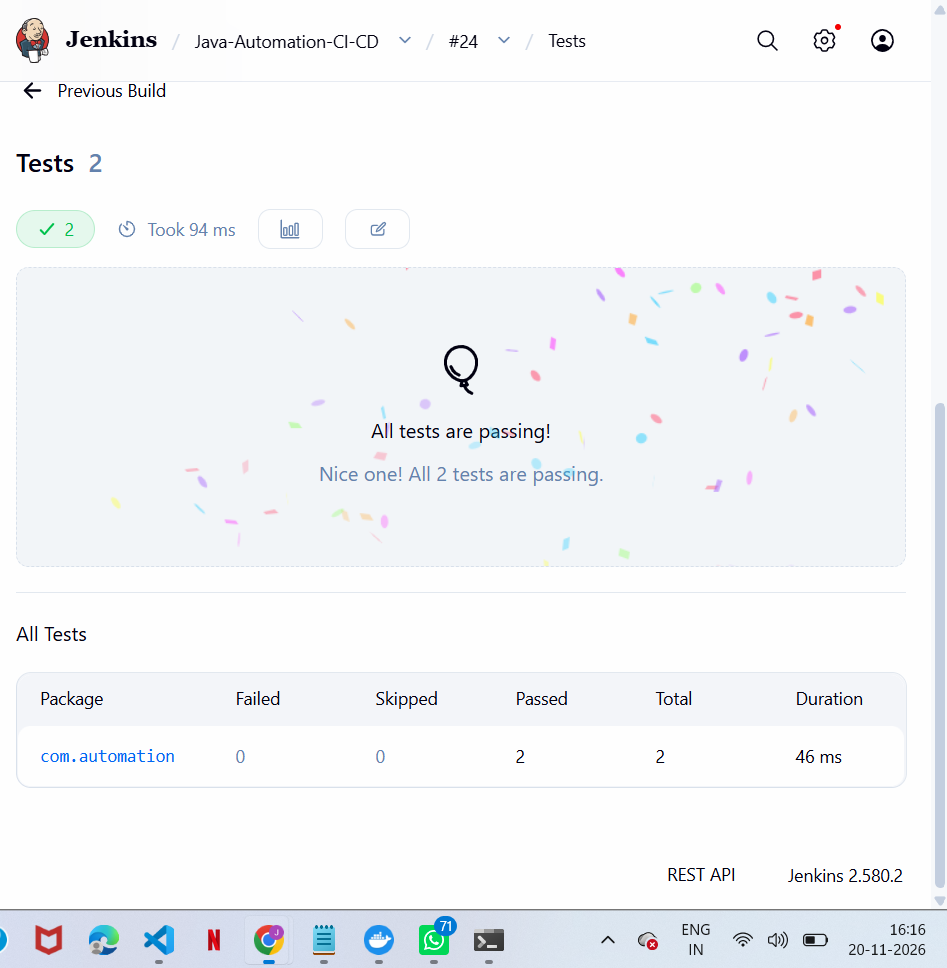 Jenkins / Java-Automation-CI-CD / #24 / Tests
Previous Build
Tests 2
2 Took 94 ms
All tests are passing!
Nice one! All 2 tests are passing.
All Tests
Package Failed Skipped Passed Total Duration
com.automation 0 0 2 2 46 ms
REST API Jenkins 2.580.2
N
J
71
ENG
IN
16:16
20-11-2026